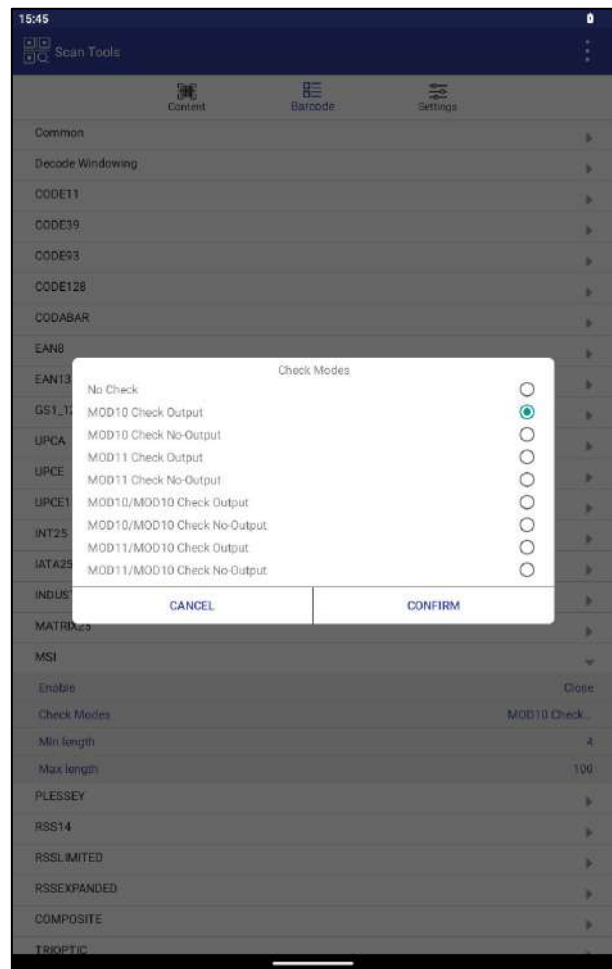 15:45
Scan Tools
Content Barcode Settings
Common
Decode Windowing
CODE11
CODE39
CODE93
CODE128
CODABAR
EAN8
EAN13
GS1_12
UPCA
UPCE
UPCE1
INT25
IATA25
INDUS
MATRIX25
Check Modes
No Check
MOD10 Check Output
MOD10 Check No-Output
MOD11 Check Output
MOD11 Check No-Output
MOD10/MOD10 Check Output
MOD10/MOD10 Check No-Output
MOD11/MOD10 Check Output
MOD11/MOD10 Check No-Output
CANCEL CONFIRM
MSI
Enable Close
Check Modes MOD10 Check...
Min length 4
Max length 100
PLESSEY
RSS14
RSSLIMITED
RSSEXPANDED
COMPOSITE
TRIOPTIC